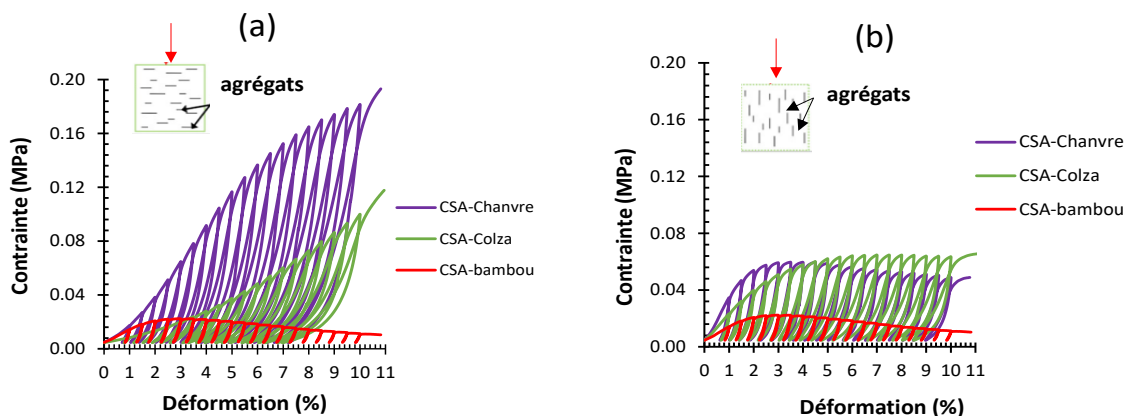 (a)
agrégats
0.20
0.16
0.12
0.08
0.04
0.00
Contrainte (MPa)
0 1 2 3 4 5 6 7 8 9 10 11
Déformation (%)
CSA-Chanvre
CSA-Colza
CSA-bambou
(b)
agrégats
0.20
0.16
0.12
0.08
0.04
0.00
Contrainte (MPa)
0 1 2 3 4 5 6 7 8 9 10 11
Déformation (%)
CSA-Chanvre
CSA-Colza
CSA-bambou